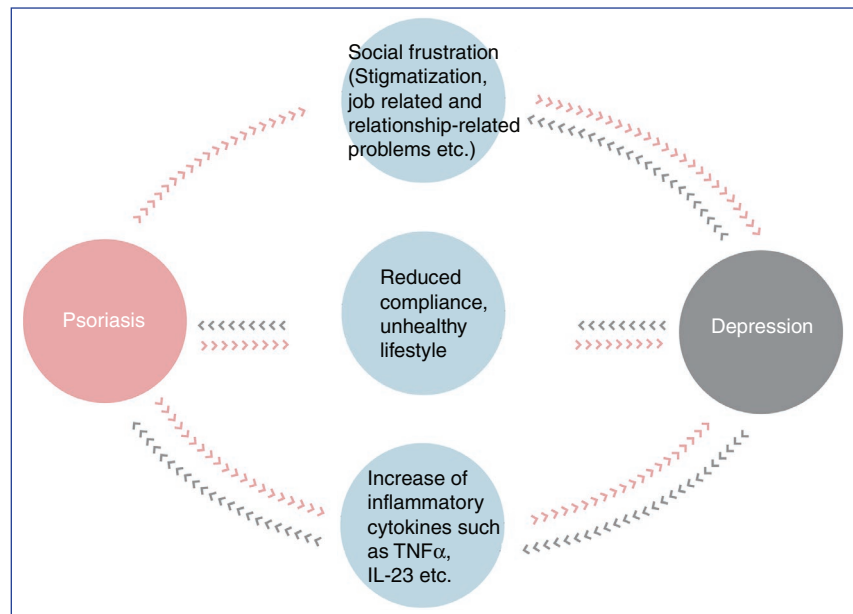 Social frustration
(Stigmatization,
job related and
relationship-related
problems etc.)
Psoriasis
Reduced
compliance,
unhealthy
lifestyle
Depression
Increase of
inflammatory
cytokines such
as TNFα,
IL-23 etc.